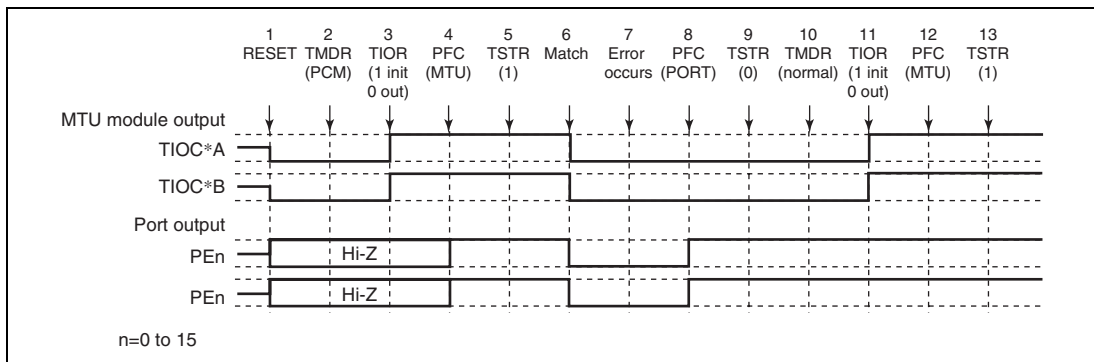 1 2 3 4 5 6 7 8 9 10 11 12 13
RESET TMDR TIOR PFC TSTR Match Error PFC TSTR TMDR TIOR PFC TSTR
(PCM) (1 init (MTU) (1) occurs (PORT) (0) (normal) (1 init (MTU) (1)
0 out) 0 out)
MTU module output
TIOC*A
TIOC*B
Port output
PEn Hi-Z
PEn Hi-Z
n=0 to 15